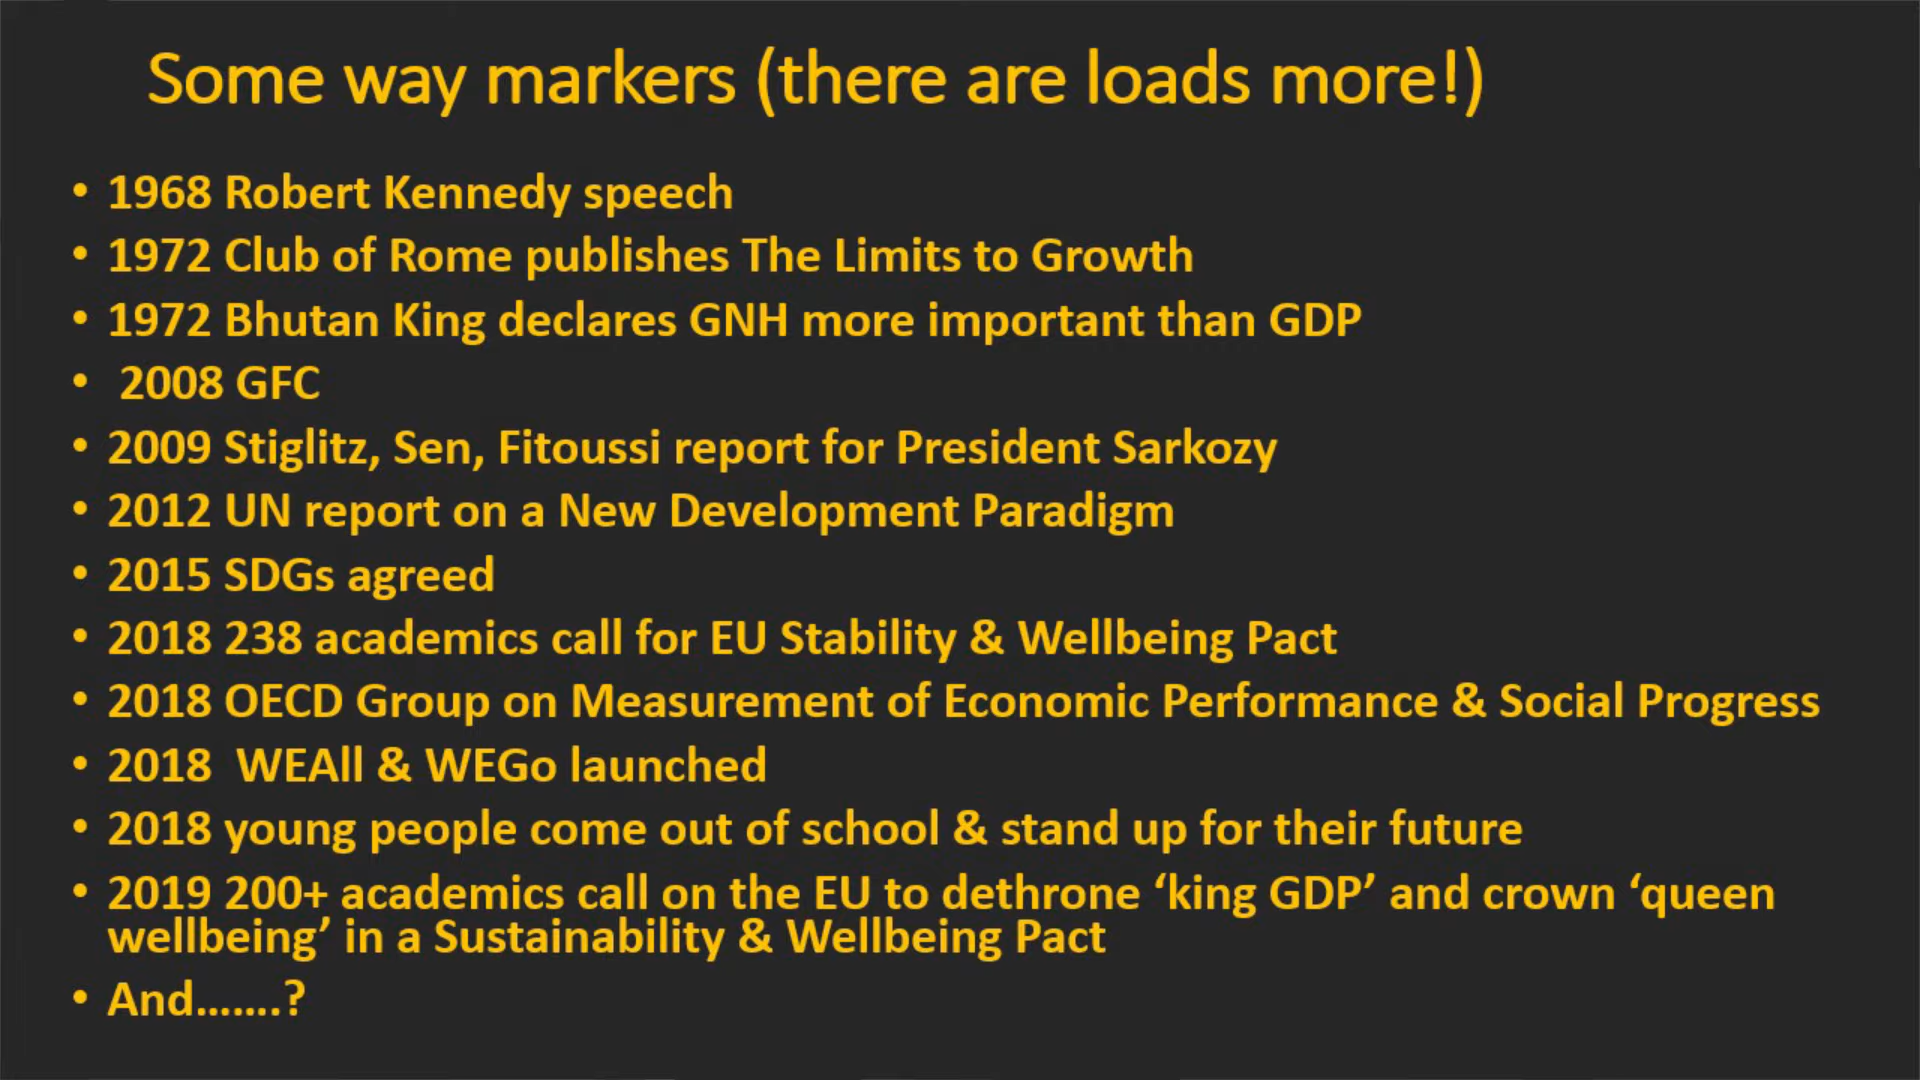 Some way markers (there are loads more!)
• 1968 Robert Kennedy speech
• 1972 Club of Rome publishes The Limits to Growth
• 1972 Bhutan King declares GNH more important than GDP
• 2008 GFC
• 2009 Stiglitz, Sen, Fitoussi report for President Sarkozy
• 2012 UN report on a New Development Paradigm
• 2015 SDGs agreed
• 2018 238 academics call for EU Stability & Wellbeing Pact
• 2018 OECD Group on Measurement of Economic Performance & Social Progress
• 2018 WEAll & WEGo launched
• 2018 young people come out of school & stand up for their future
• 2019 200+ academics call on the EU to dethrone ‘king GDP’ and crown ‘queen
wellbeing’ in a Sustainability & Wellbeing Pact
• And…….?